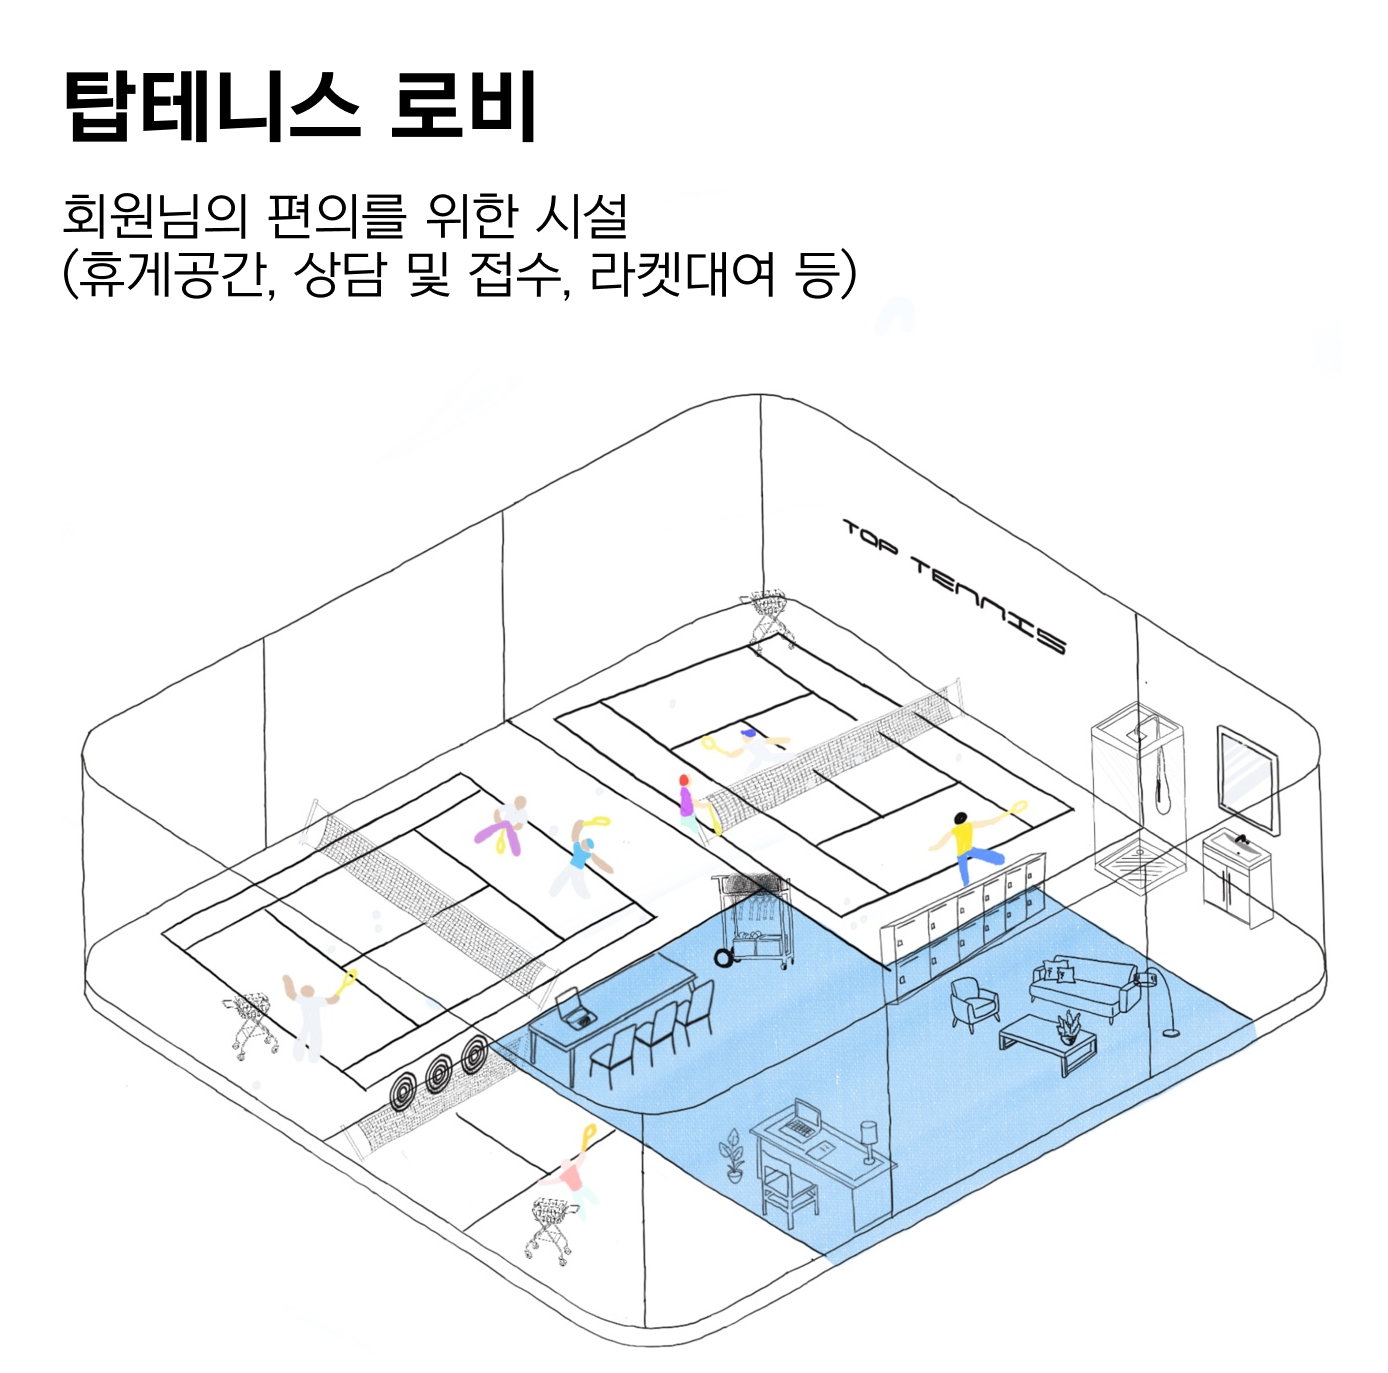 탑테니스 로비
회원님의 편의를 위한 시설
(휴게공간, 상담 및 접수, 라켓대여 등)
TOP TENNIS